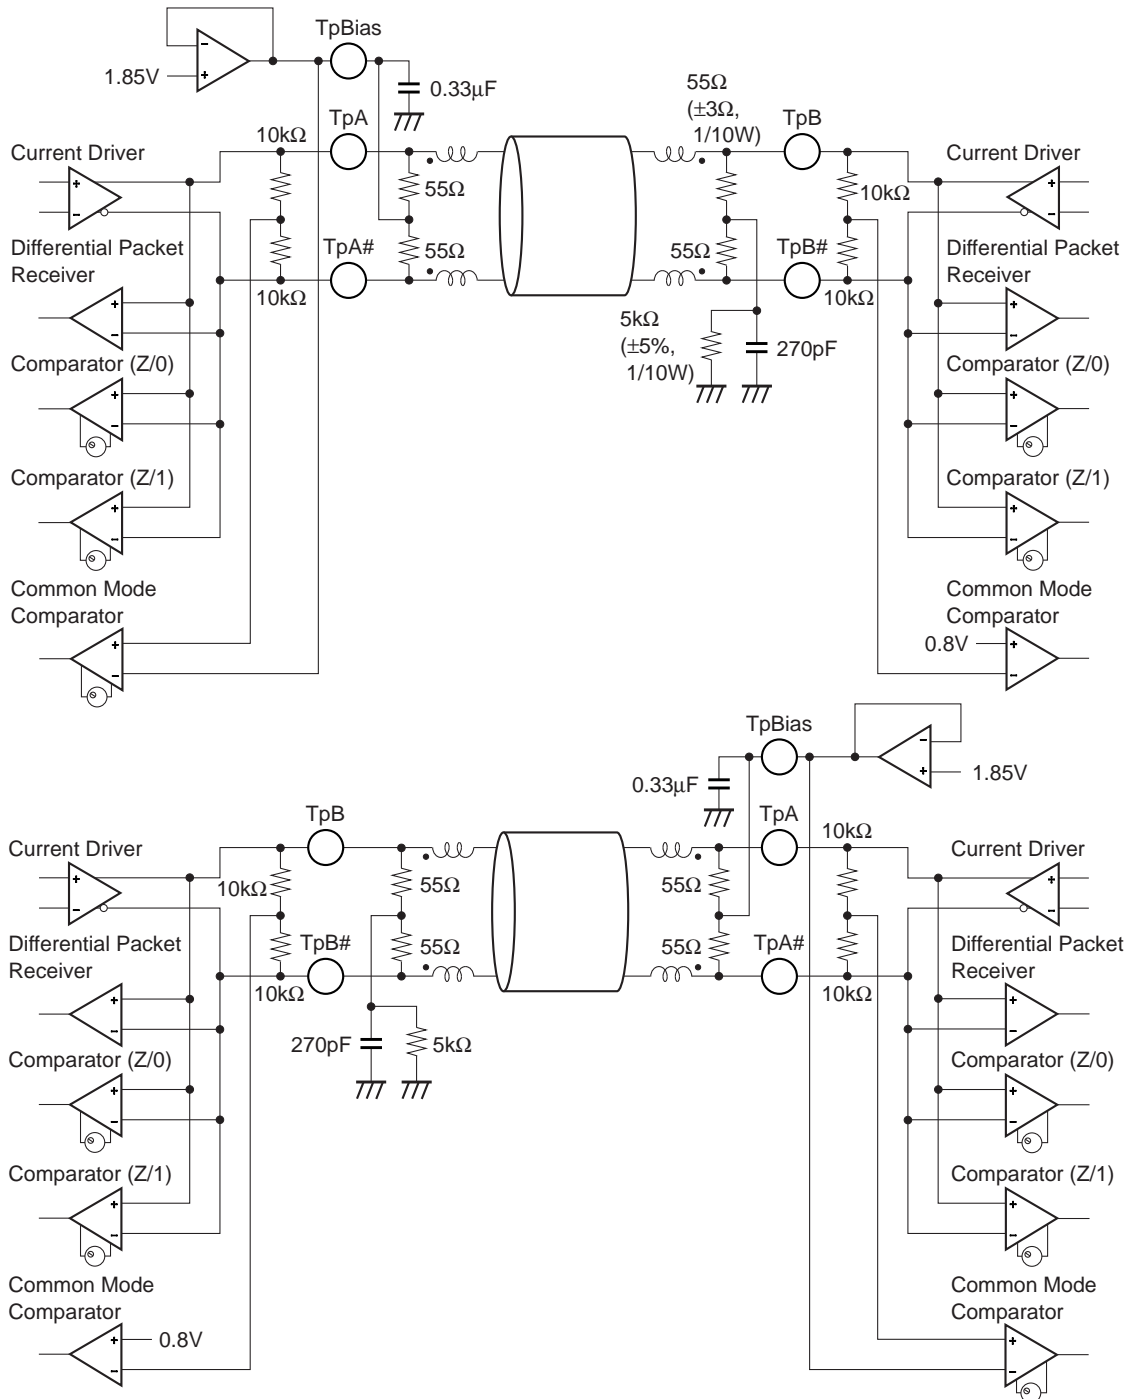 TpBias
1.85V
0.33µF
55Ω
(±3Ω,
1/10W)
TpA
TpB
10kΩ
Current Driver
Current Driver
+
−
55Ω
10kΩ
+
−
Differential Packet
Receiver
TpA#
55Ω
55Ω
TpB#
Differential Packet
Receiver
10kΩ
10kΩ
5kΩ
(±5%,
1/10W)
270pF
Comparator (Z/0)
Comparator (Z/0)
Comparator (Z/1)
Comparator (Z/1)
Common Mode
Comparator
Common Mode
Comparator
0.8V
TpBias
0.33µF
1.85V
TpB
TpA
10kΩ
Current Driver
Current Driver
10kΩ
55Ω
55Ω
Differential Packet
Receiver
TpB#
55Ω
55Ω
TpA#
Differential Packet
Receiver
10kΩ
10kΩ
270pF
5kΩ
Comparator (Z/0)
Comparator (Z/0)
Comparator (Z/1)
Comparator (Z/1)
Common Mode
Comparator
0.8V
Common Mode
Comparator